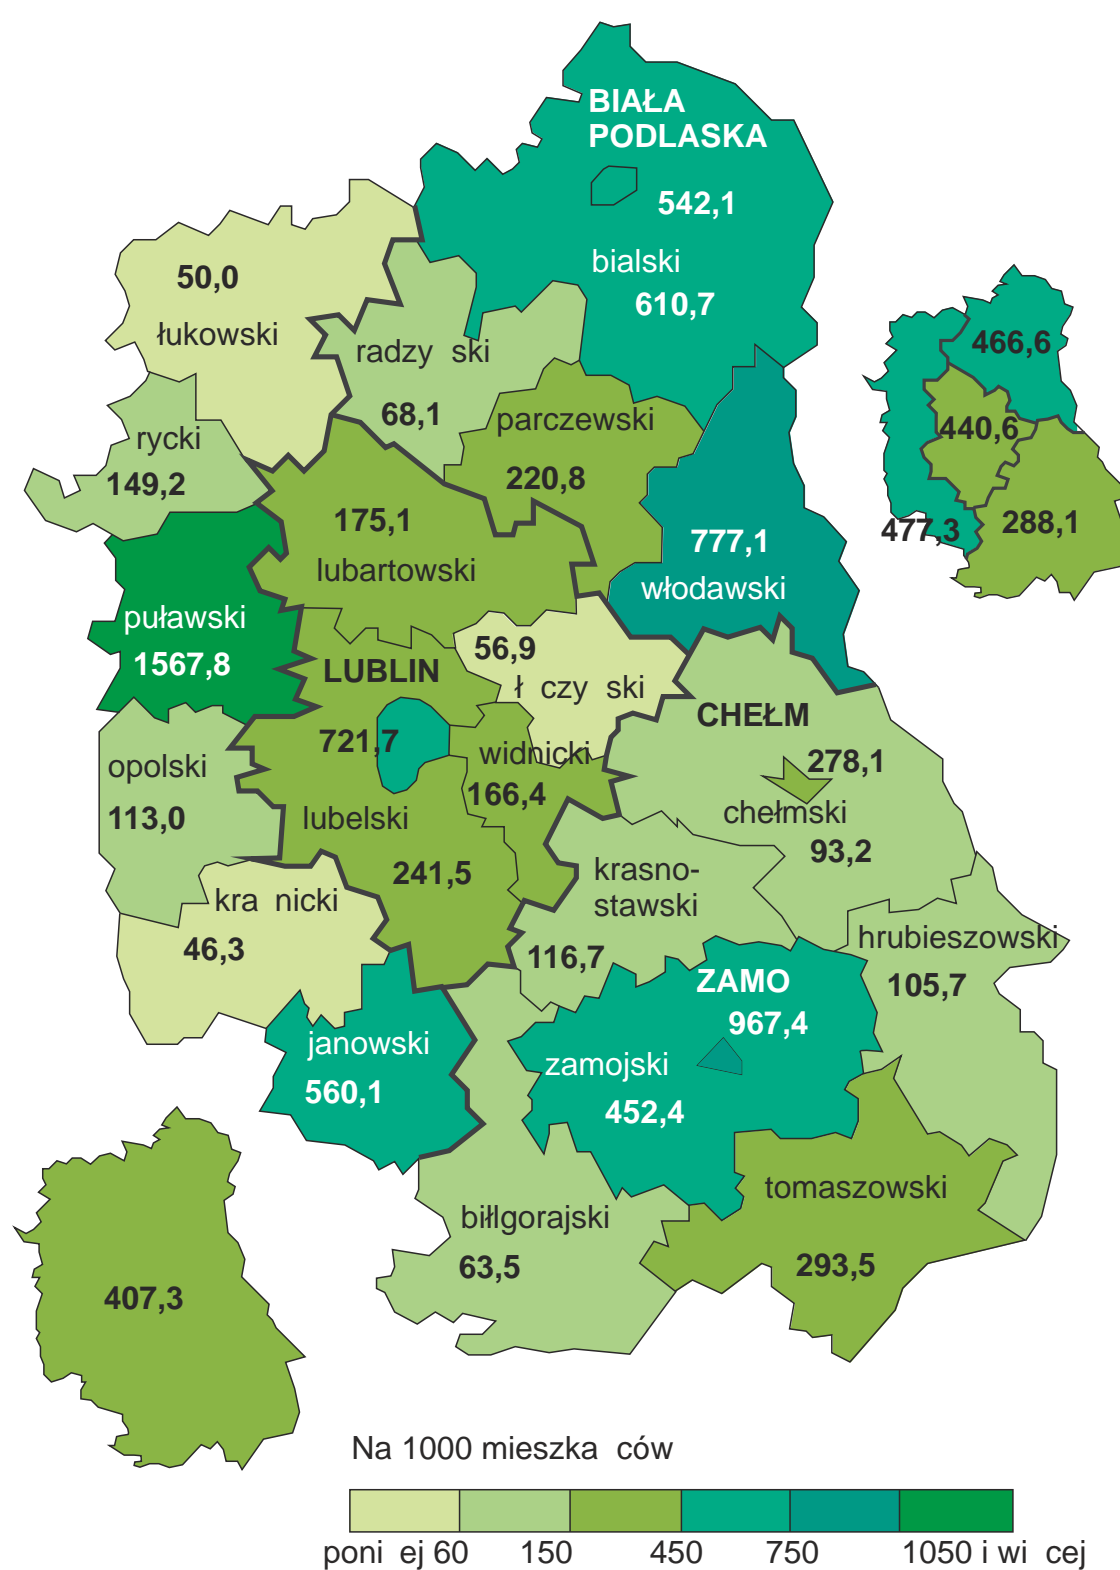 BIAŁA
PODLASKA
542,1
bialski
610,7
50,0
łukowski
radzy ski
68,1
466,6
440,6
288,1
477,3
rycki
149,2
parczewski
220,8
175,1
lubartowski
777,1
włodawski
puławski
1567,8
LUBLIN
56,9
ł czy ski
721,7
widnicki
166,4
CHEŁM
278,1
chełmski
93,2
opolski
113,0
lubelski
241,5
krasno-
stawski
116,7
kra nicki
46,3
hrubieszowski
105,7
ZAMO
967,4
zamojski
452,4
janowski
560,1
tomaszowski
293,5
biłlgorajski
63,5
407,3
Na 1000 mieszka ców
poni ej 60 150 450 750 1050 i wi cej